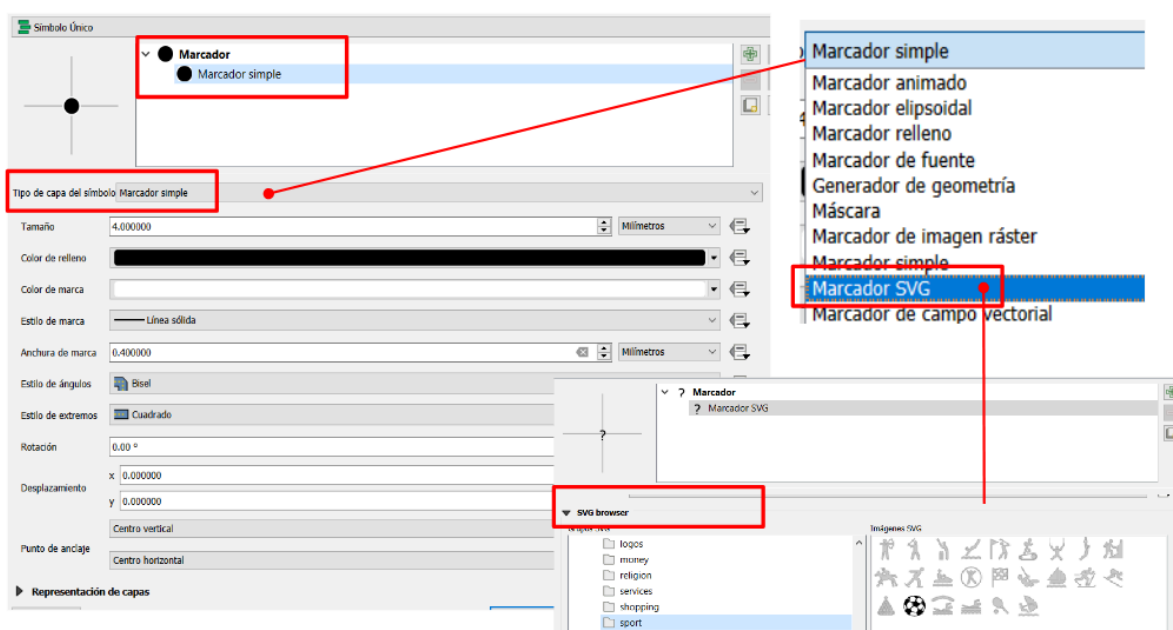 Símbolo Único
Marcador
Marcador simple
Tipo de capa del símbolo Marcador simple
Tamaño 4.000000 Milímetros
Color de relleno
Color de marca
Estilo de marca Línea sólida
Anchura de marca 0.400000 Milímetros
Estilo de ángulos Bisel
Estilo de extremos Cuadrado
Rotación 0.00 °
Desplazamiento
x 0.000000
y 0.000000
Punto de anclaje
Centro vertical
Centro horizontal
Representación de capas
Marcador simple
Marcador animado
Marcador elipsoidal
Marcador relleno
Marcador de fuente
Generador de geometría
Máscara
Marcador de imagen ráster
Marcador simple
Marcador SVG
Marcador de campo vectorial
? Marcador
? Marcador SVG
?
SVG browser
Imágenes SVG
logos
money
religion
services
shopping
sport